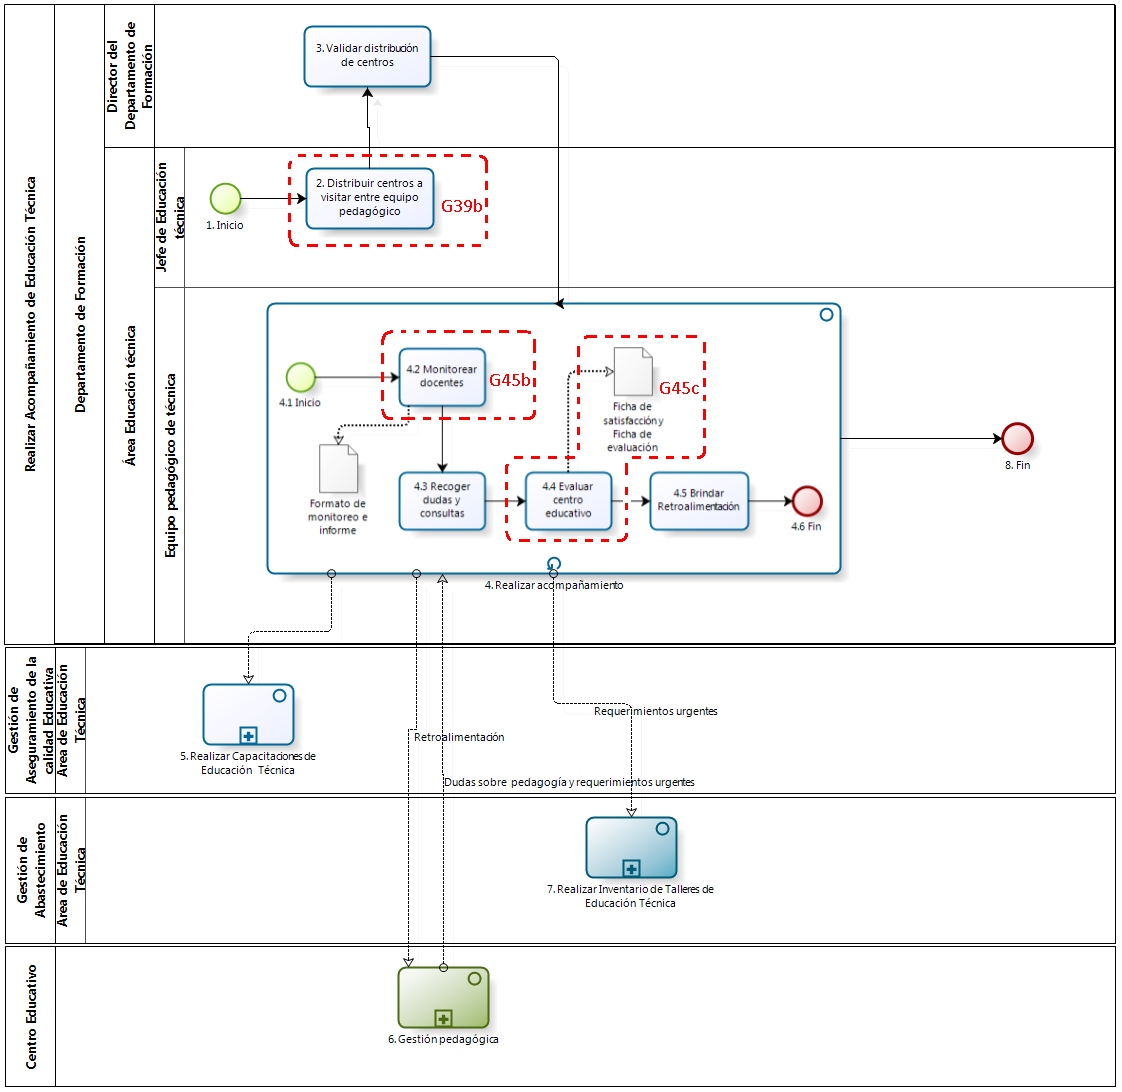 Realizar Acompañamiento de Educación Técnica
Departamento de Formación
Director del
Departamento de
Formación
3. Validar distribución
de centros
Área Educación técnica
Jefe de Educación
técnica
1. Inicio
2. Distribuir centros a
visitar entre equipo
pedagógico
G39b
Equipo pedagógico de técnica
4.1 Inicio
4.2 Monitorear
docentes
G45b
Formato de
monitoreo e
informe
4.3 Recoger
dudas y
consultas
4.4 Evaluar
centro
educativo
Ficha de
satisfacción y
Ficha de
evaluación
G45c
4.5 Brindar
Retroalimentación
4.6 Fin
4. Realizar acompañamiento
8. Fin
Gestión de
Aseguramiento de la
calidad Educativa
Area de Educación
Técnica
5. Realizar Capacitaciones de
Educación Técnica
Requerimientos urgentes
Retroalimentación
Dudas sobre pedagogía y requerimientos urgentes
Gestión de
Abastecimiento
Area de Educación
Técnica
7. Realizar Inventario de Talleres de
Educación Técnica
Centro Educativo
6. Gestión pedagógica